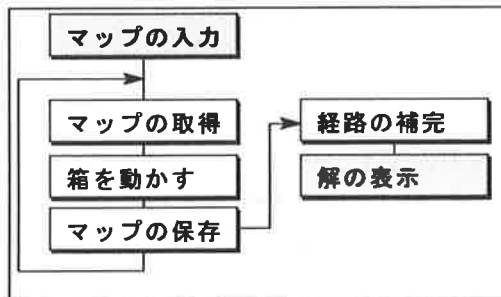 マップの入力
マップの取得
箱を動かす
マップの保存
経路の補完
解の表示